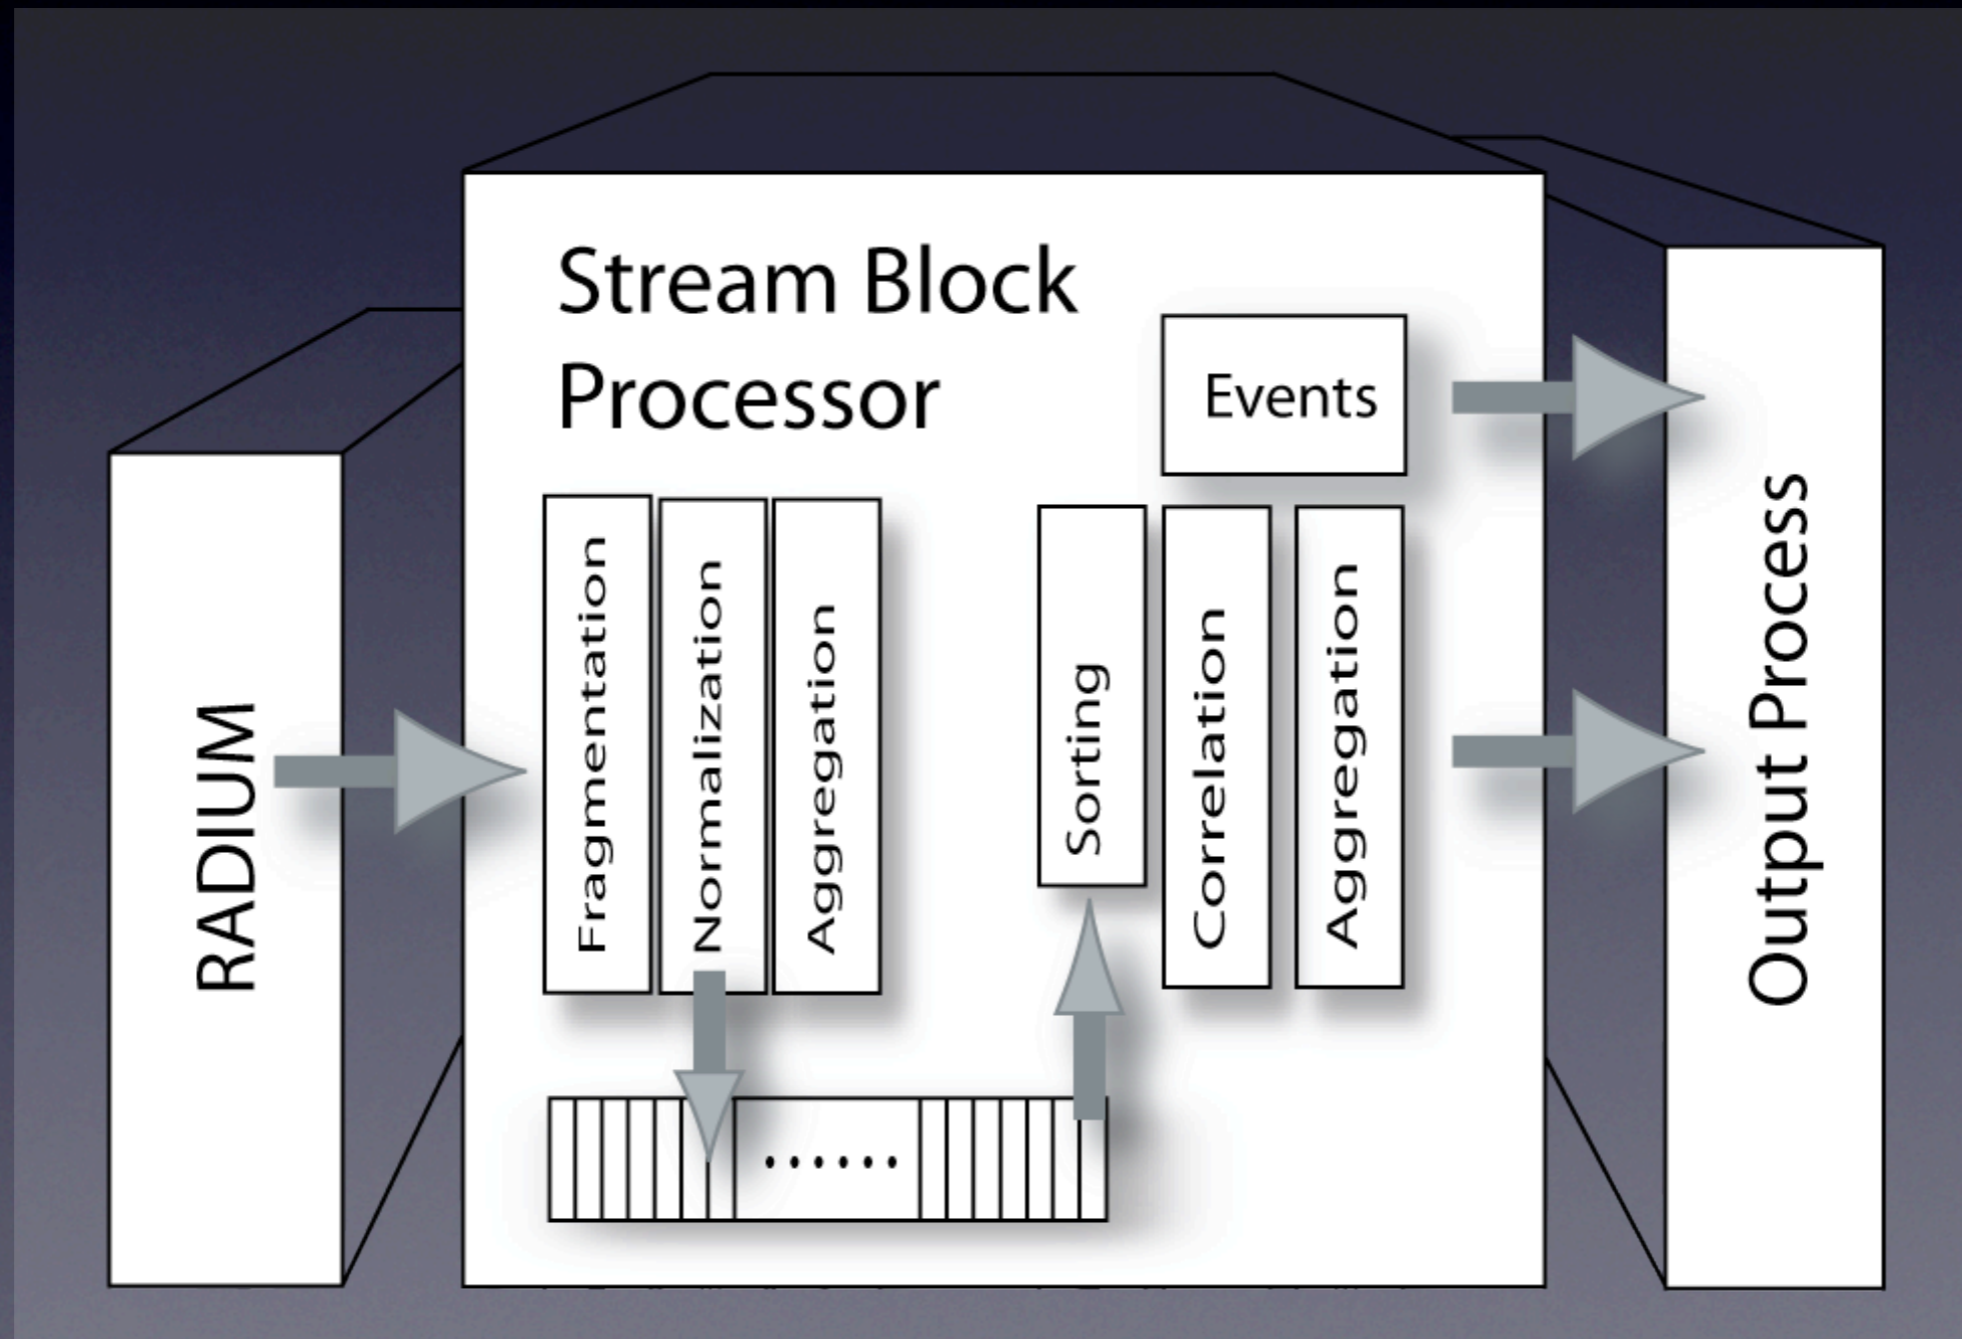 Stream Block
Processor
Events
RADIUM
Fragmentation
Normalization
Aggregation
Sorting
Correlation
Aggregation
Output Process